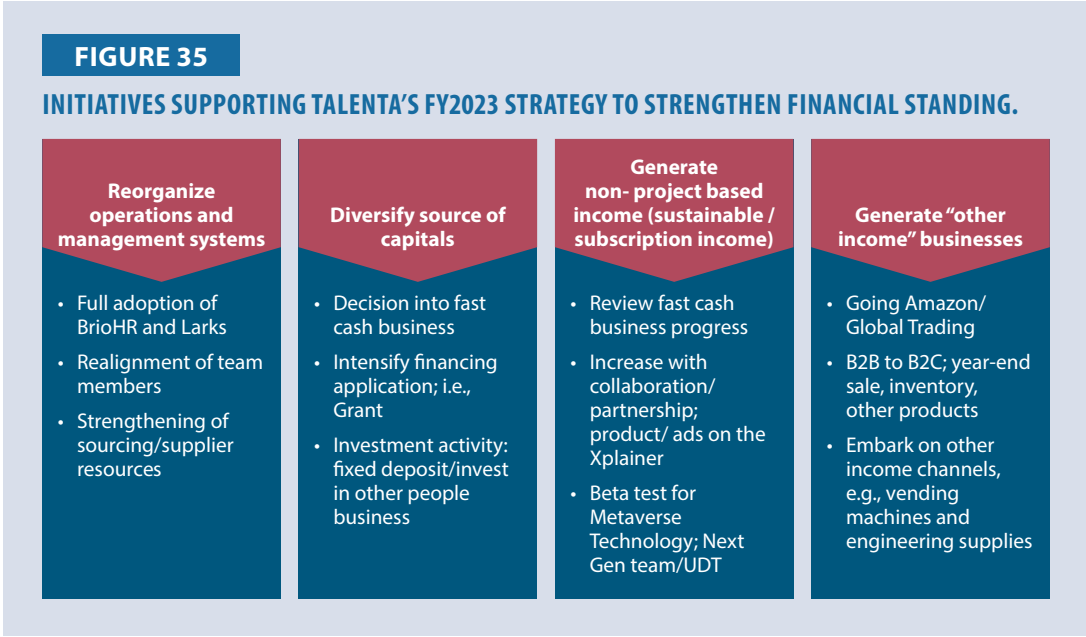 FIGURE 35
INITIATIVES SUPPORTING TALENTA'S FY2023 STRATEGY TO STRENGTHEN FINANCIAL STANDING.
Reorganize
operations and
management systems
• Full adoption of
BrioHR and Larks
• Realignment of team
members
• Strengthening of
sourcing/supplier
resources
Diversify source of
capitals
• Decision into fast
cash business
• Intensify financing
application; i.e.,
Grant
• Investment activity:
fixed deposit/invest
in other people
business
Generate
non- project based
income (sustainable /
subscription income)
• Review fast cash
business progress
• Increase with
collaboration/
partnership;
product/ ads on the
Xplainer
• Beta test for
Metaverse
Technology; Next
Gen team/UDT
Generate “other
income” businesses
• Going Amazon/
Global Trading
• B2B to B2C; year-end
sale, inventory,
other products
• Embark on other
income channels,
e.g., vending
machines and
engineering supplies